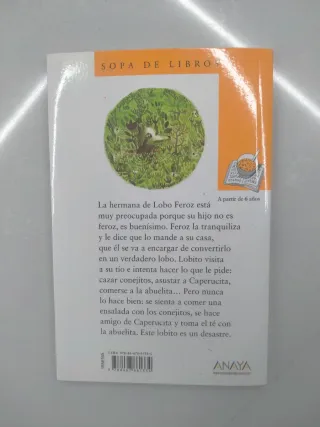 SOPA DE LIBROS
A partir de 6 años
La hermana de Lobo Feroz está
muy preocupada porque su hijo no es
feroz, es buenísimo. Feroz la tranquiliza
y le dice que lo mande a su casa,
que él se va a encargar de convertirlo
en un verdadero lobo. Lobito visita
a su tío e intenta hacer lo que le pide:
cazar conejitos, asustar a Caperucita,
comerse a la abuelita... Pero nunca
lo hace bien: se sienta a comer una
ensalada con los conejitos, se hace
amigo de Caperucita y toma el té con
la abuelita. Este lobito es un desastre.
ANAYA